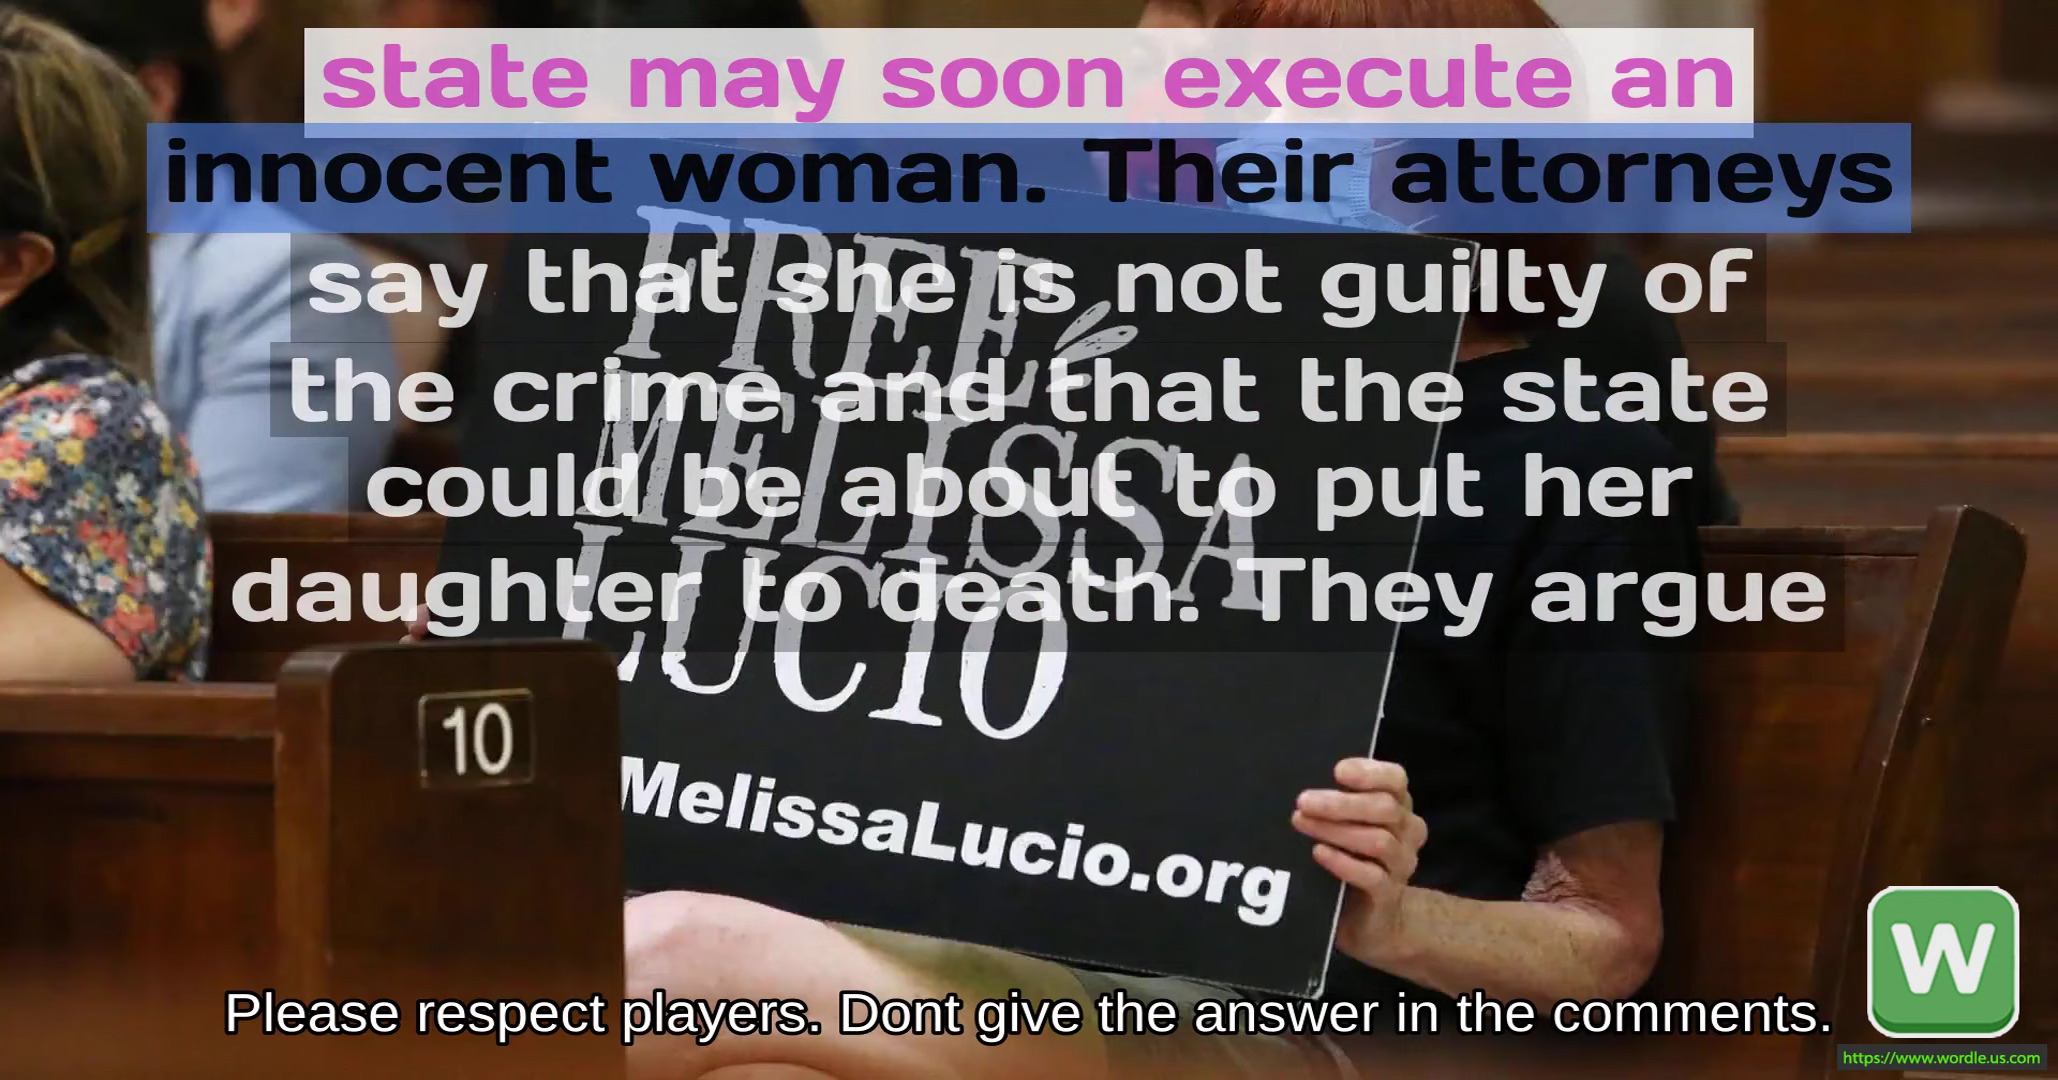 state may soon execute an
innocent woman. Their attorneys
say that she is not guilty of
the crime and that the state
could be about to put her
daughter to death. They argue
FREE
MELISSA
LUCIO
MelissaLucio.org
10
Please respect players. Dont give the answer in the comments.
W
https://www.wordle.us.com